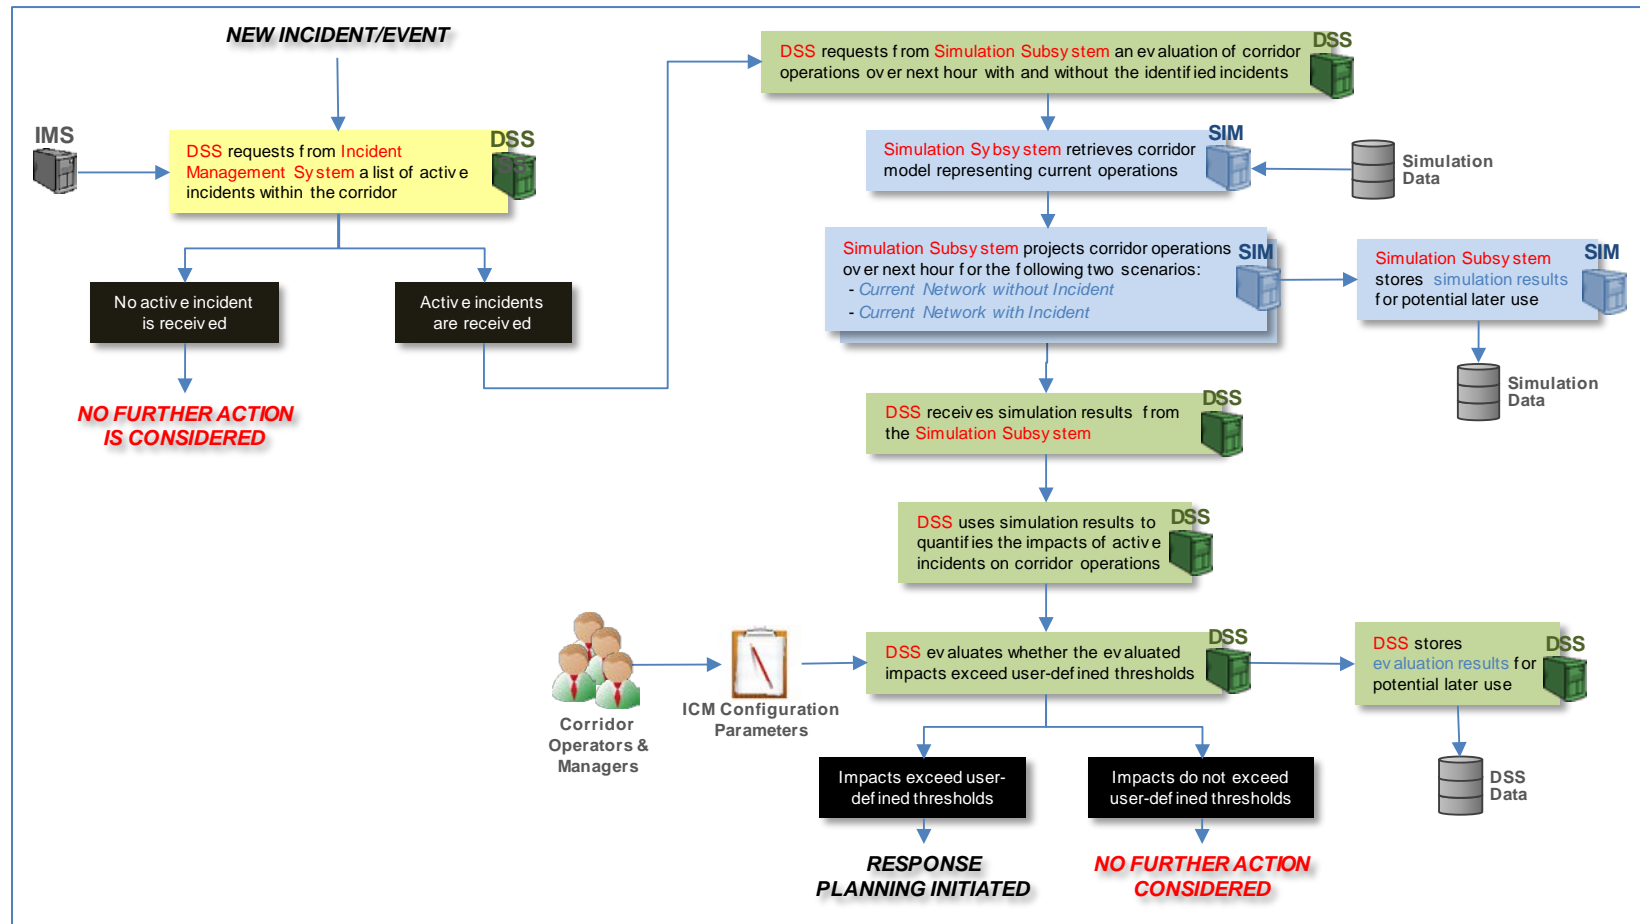 NEW INCIDENT/EVENT
IMS
DSS requests from Incident
Management System a list of active
incidents within the corridor
DSS
No active incident
is received
Active incidents
are received
NO FURTHER ACTION
IS CONSIDERED
DSS requests from Simulation Subsystem an evaluation of corridor
operations over next hour with and without the identified incidents
DSS
Simulation Sybsystem retrieves corridor
model representing current operations
SIM
Simulation
Data
Simulation Subsystem projects corridor operations
over next hour for the following two scenarios:
- Current Network without Incident
- Current Network with Incident
SIM
Simulation Subsystem
stores simulation results
for potential later use
SIM
Simulation
Data
DSS receives simulation results from
the Simulation Subsystem
DSS
DSS uses simulation results to
quantifies the impacts of active
incidents on corridor operations
DSS
Corridor
Operators &
Managers
ICM Configuration
Parameters
DSS evaluates whether the evaluated
impacts exceed user-defined thresholds
DSS
DSS stores
evaluation results for
potential later use
DSS
DSS
Data
Impacts exceed user-
defined thresholds
Impacts do not exceed
user-defined thresholds
RESPONSE
PLANNING INITIATED
NO FURTHER ACTION
CONSIDERED